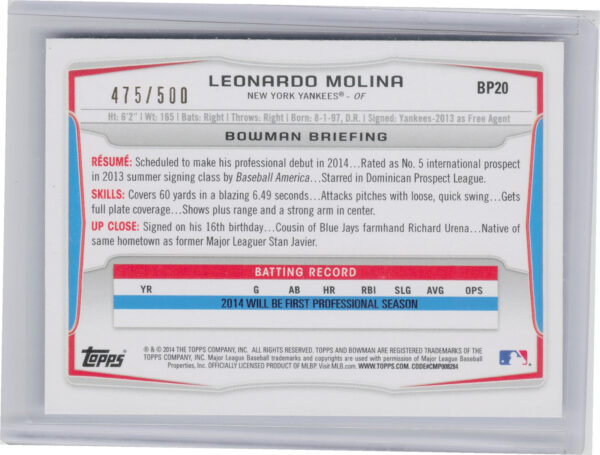 475/500
LEONARDO MOLINA
BP20
NEW YORK YANKEES® - OF
Ht: 6'2" | Wt: 165 | Bats: Right | Throws: Right | Born: 8-1-97, D.R. | Signed: Yankees-2013 as Free Agent
BOWMAN BRIEFING
RÉSUMÉ: Scheduled to make his professional debut in 2014...Rated as No. 5 international prospect
in 2013 summer signing class by Baseball America...Starred in Dominican Prospect League.
SKILLS: Covers 60 yards in a blazing 6.49 seconds...Attacks pitches with loose, quick swing...Gets
full plate coverage...Shows plus range and a strong arm in center.
UP CLOSE: Signed on his 16th birthday...Cousin of Blue Jays farmhand Richard Urena...Native of
same hometown as former Major Leaguer Stan Javier.
BATTING RECORD
YR G AB HR RBI SLG AVG OPS
2014 WILL BE FIRST PROFESSIONAL SEASON
Topps
® & © 2014 THE TOPPS COMPANY, INC. ALL RIGHTS RESERVED. TOPPS AND BOWMAN ARE REGISTERED TRADEMARKS OF THE
TOPPS COMPANY, INC. Major League Baseball trademarks and copyrights are used with permission of Major League Baseball
Properties, Inc. OFFICIALLY LICENSED PRODUCT OF MLBP. Visit MLB.com. WWW.TOPPS.COM. CODE#CMP008264